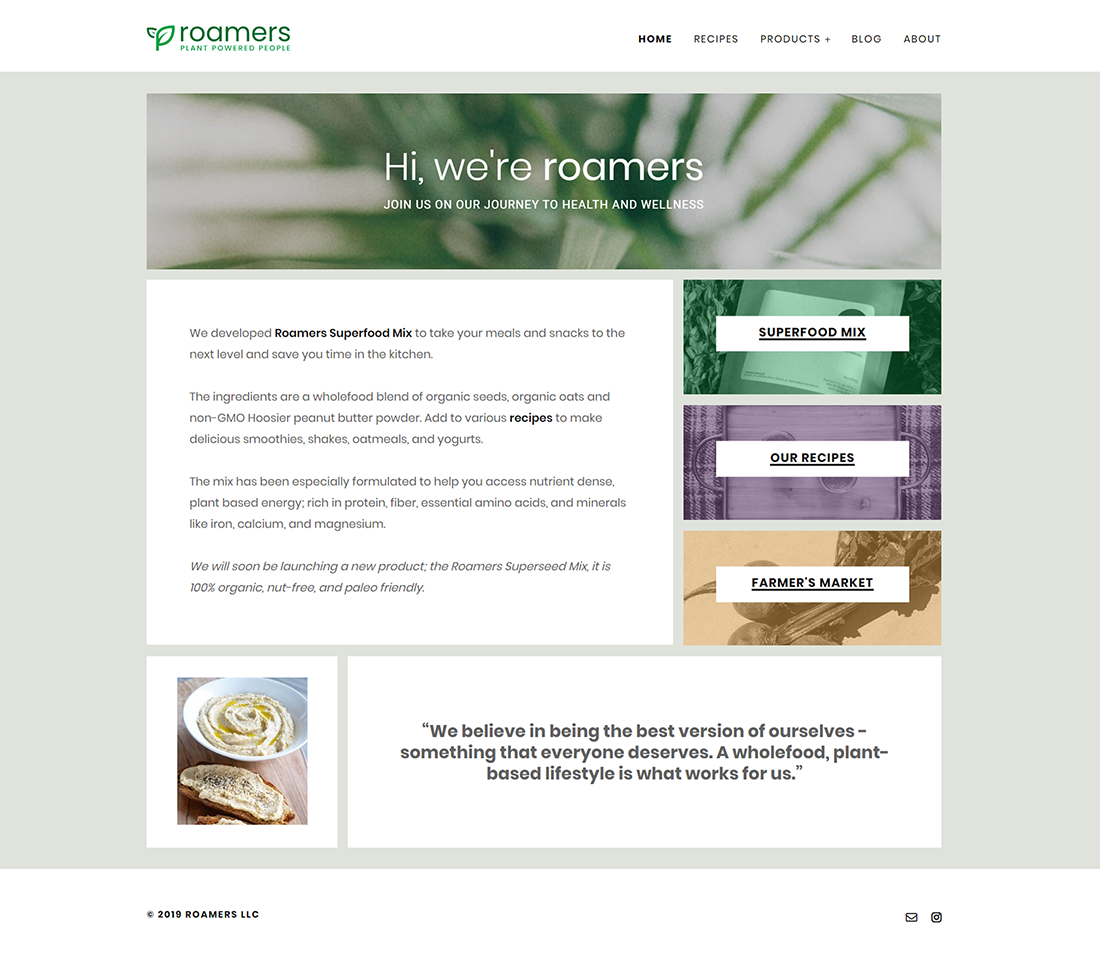 roamers
PLANT POWERED PEOPLE
HOME RECIPES PRODUCTS + BLOG ABOUT
Hi, we're roamers
JOIN US ON OUR JOURNEY TO HEALTH AND WELLNESS
We developed Roamers Superfood Mix to take your meals and snacks to the
next level and save you time in the kitchen.
The ingredients are a wholefood blend of organic seeds, organic oats and
non-GMO Hoosier peanut butter powder. Add to various recipes to make
delicious smoothies, shakes, oatmeals, and yogurts.
The mix has been especially formulated to help you access nutrient dense,
plant based energy; rich in protein, fiber, essential amino acids, and minerals
like iron, calcium, and magnesium.
We will soon be launching a new product; the Roamers Superseed Mix, it is
100% organic, nut-free, and paleo friendly.
SUPERFOOD MIX
OUR RECIPES
FARMER'S MARKET
“We believe in being the best version of ourselves -
something that everyone deserves. A wholefood, plant-
based lifestyle is what works for us.”
© 2019 ROAMERS LLC